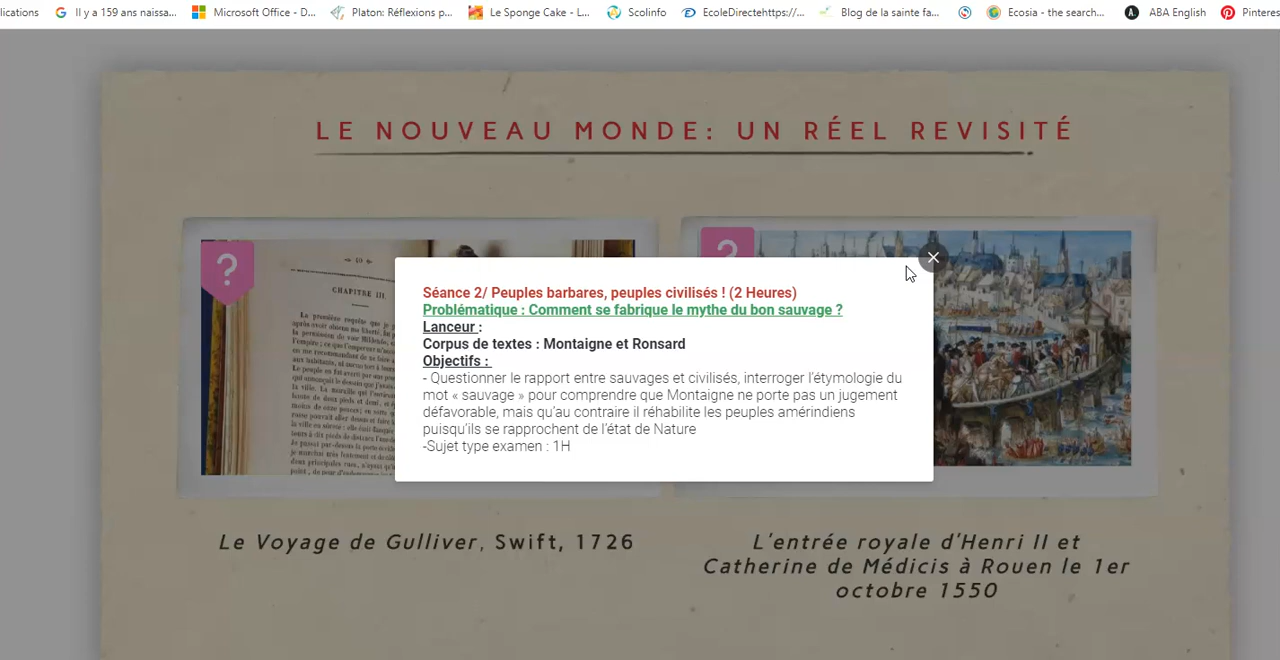 lications
Il y a 159 ans naissa...
Microsoft Office - D...
Platon: Réflexions p...
Le Sponge Cake - L...
Scolinfo
EcoleDirectehttps://...
Blog de la sainte fa...
Ecosia - the search...
A.
ABA English
Pinteres
LE NOUVEAU MONDE: UN RÉEL REVISITÉ
?
?
CHAPITRE III.
Séance 2/ Peuples barbares, peuples civilisés ! (2 Heures)
Problématique : Comment se fabrique le mythe du bon sauvage ?
Lanceur :
Corpus de textes : Montaigne et Ronsard
Objectifs :
- Questionner le rapport entre sauvages et civilisés, interroger l'étymologie du
mot « sauvage » pour comprendre que Montaigne ne porte pas un jugement
défavorable, mais qu'au contraire il réhabilite les peuples amérindiens
puisqu'ils se rapprochent de l'état de Nature
-Sujet type examen : 1H
Le Voyage de Gulliver, Swift, 1726
L'entrée royale d'Henri II et
Catherine de Médicis à Rouen le 1er
octobre 1550